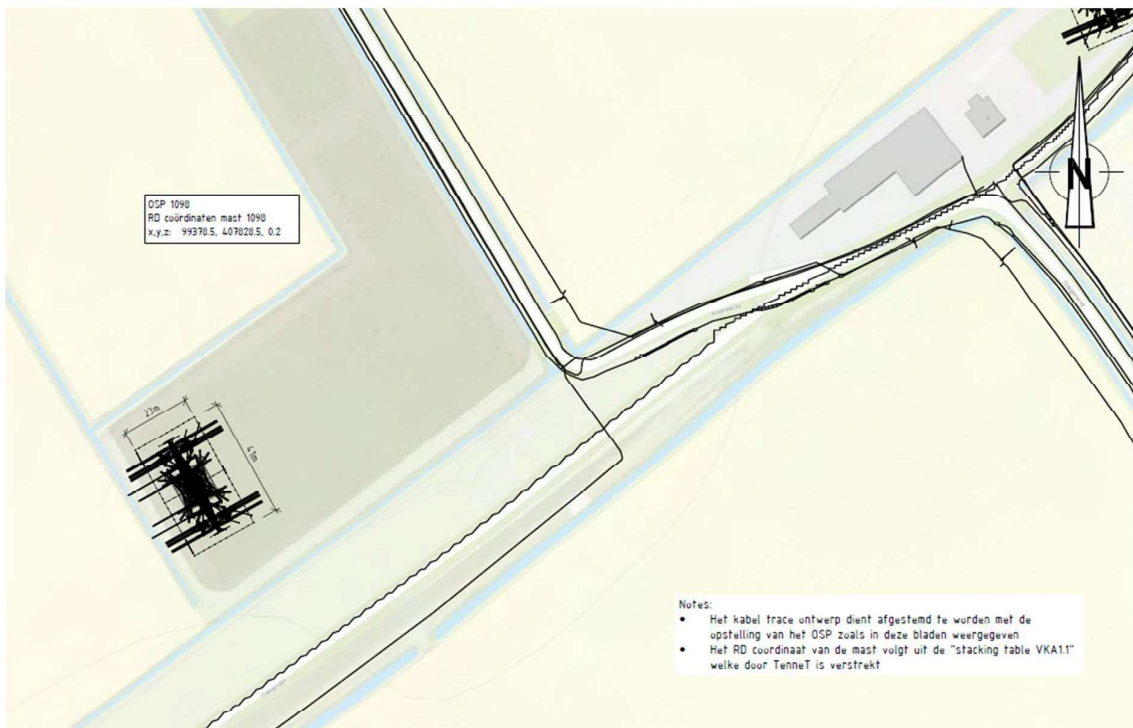 N
OSP 1098
RD coördinaten mast 1098
x,y,z: 99378.5, 407828.5, 0.2
23m
Notes:
• Het kabel trace ontwerp dient afgestemd te worden met de
opstelling van het OSP zoals in deze bladen weergegeven
• Het RD coordinaat van de mast volgt uit de "stacking table VKA1.1"
welke door TenneT is verstrekt